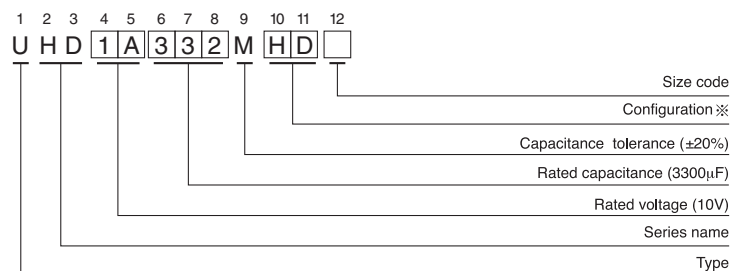 1 2 3 4 5 6 7 8 9 10 11 12
U H D 1 A 3 3 2 M H D
Size code
Configuration※
Capacitance tolerance (±20%)
Rated capacitance (3300µF)
Rated voltage (10V)
Series name
Type